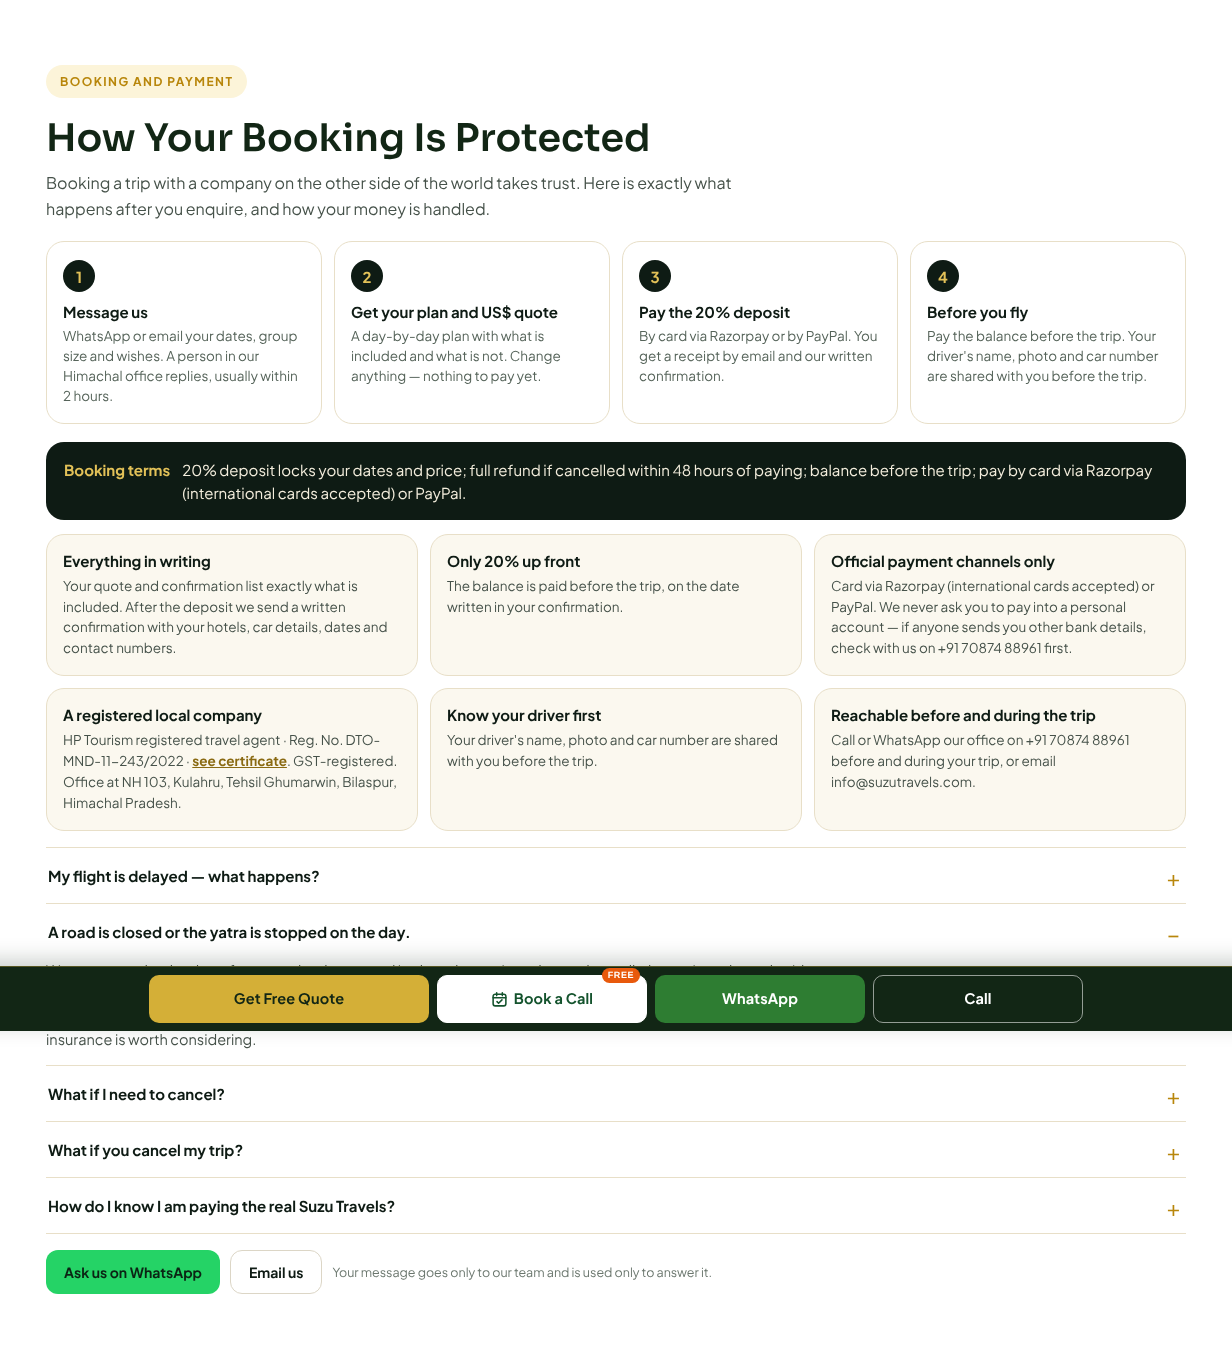 BOOKING AND PAYMENT
How Your Booking Is Protected
Booking a trip with a company on the other side of the world takes trust. Here is exactly what
happens after you enquire, and how your money is handled.
1
Message us
WhatsApp or email your dates, group
size and wishes. A person in our
Himachal office replies, usually within
2 hours.
2
Get your plan and US$ quote
A day-by-day plan with what is
included and what is not. Change
anything — nothing to pay yet.
3
Pay the 20% deposit
By card via Razorpay or by PayPal. You
get a receipt by email and our written
confirmation.
4
Before you fly
Pay the balance before the trip. Your
driver's name, photo and car number
are shared with you before the trip.
Booking terms
20% deposit locks your dates and price; full refund if cancelled within 48 hours of paying; balance before the trip; pay by card via Razorpay
(international cards accepted) or PayPal.
Everything in writing
Your quote and confirmation list exactly what is
included. After the deposit we send a written
confirmation with your hotels, car details, dates and
contact numbers.
Only 20% up front
The balance is paid before the trip, on the date
written in your confirmation.
Official payment channels only
Card via Razorpay (international cards accepted) or
PayPal. We never ask you to pay into a personal
account — if anyone sends you other bank details,
check with us on +91 70874 88961 first.
A registered local company
HP Tourism registered travel agent · Reg. No. DTO-
MND-11-243/2022 · see certificate. GST-registered.
Office at NH 103, Kulahru, Tehsil Ghumarwin, Bilaspur,
Himachal Pradesh.
Know your driver first
Your driver's name, photo and car number are shared
with you before the trip.
Reachable before and during the trip
Call or WhatsApp our office on +91 70874 88961
before and during your trip, or email
info@suzutravels.com.
My flight is delayed — what happens?
+
A road is closed or the yatra is stopped on the day.
−
Get Free Quote
Book a Call
FREE
WhatsApp
Call
insurance is worth considering.
What if I need to cancel?
+
What if you cancel my trip?
+
How do I know I am paying the real Suzu Travels?
+
Ask us on WhatsApp
Email us
Your message goes only to our team and is used only to answer it.